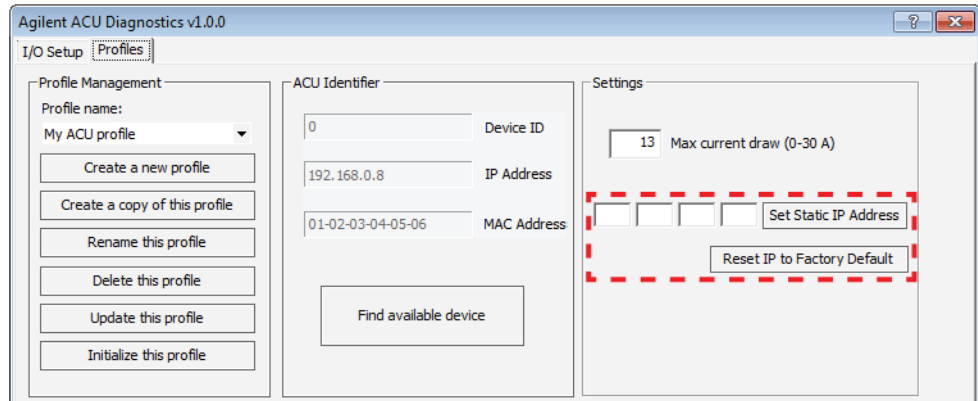 Agilent ACU Diagnostics v1.0.0
?
I/O Setup
Profiles
Profile Management
Profile name:
My ACU profile
Create a new profile
Create a copy of this profile
Rename this profile
Delete this profile
Update this profile
Initialize this profile
ACU Identifier
0 Device ID
192.168.0.8 IP Address
01-02-03-04-05-06 MAC Address
Find available device
Settings
13 Max current draw (0-30 A)
Set Static IP Address
Reset IP to Factory Default